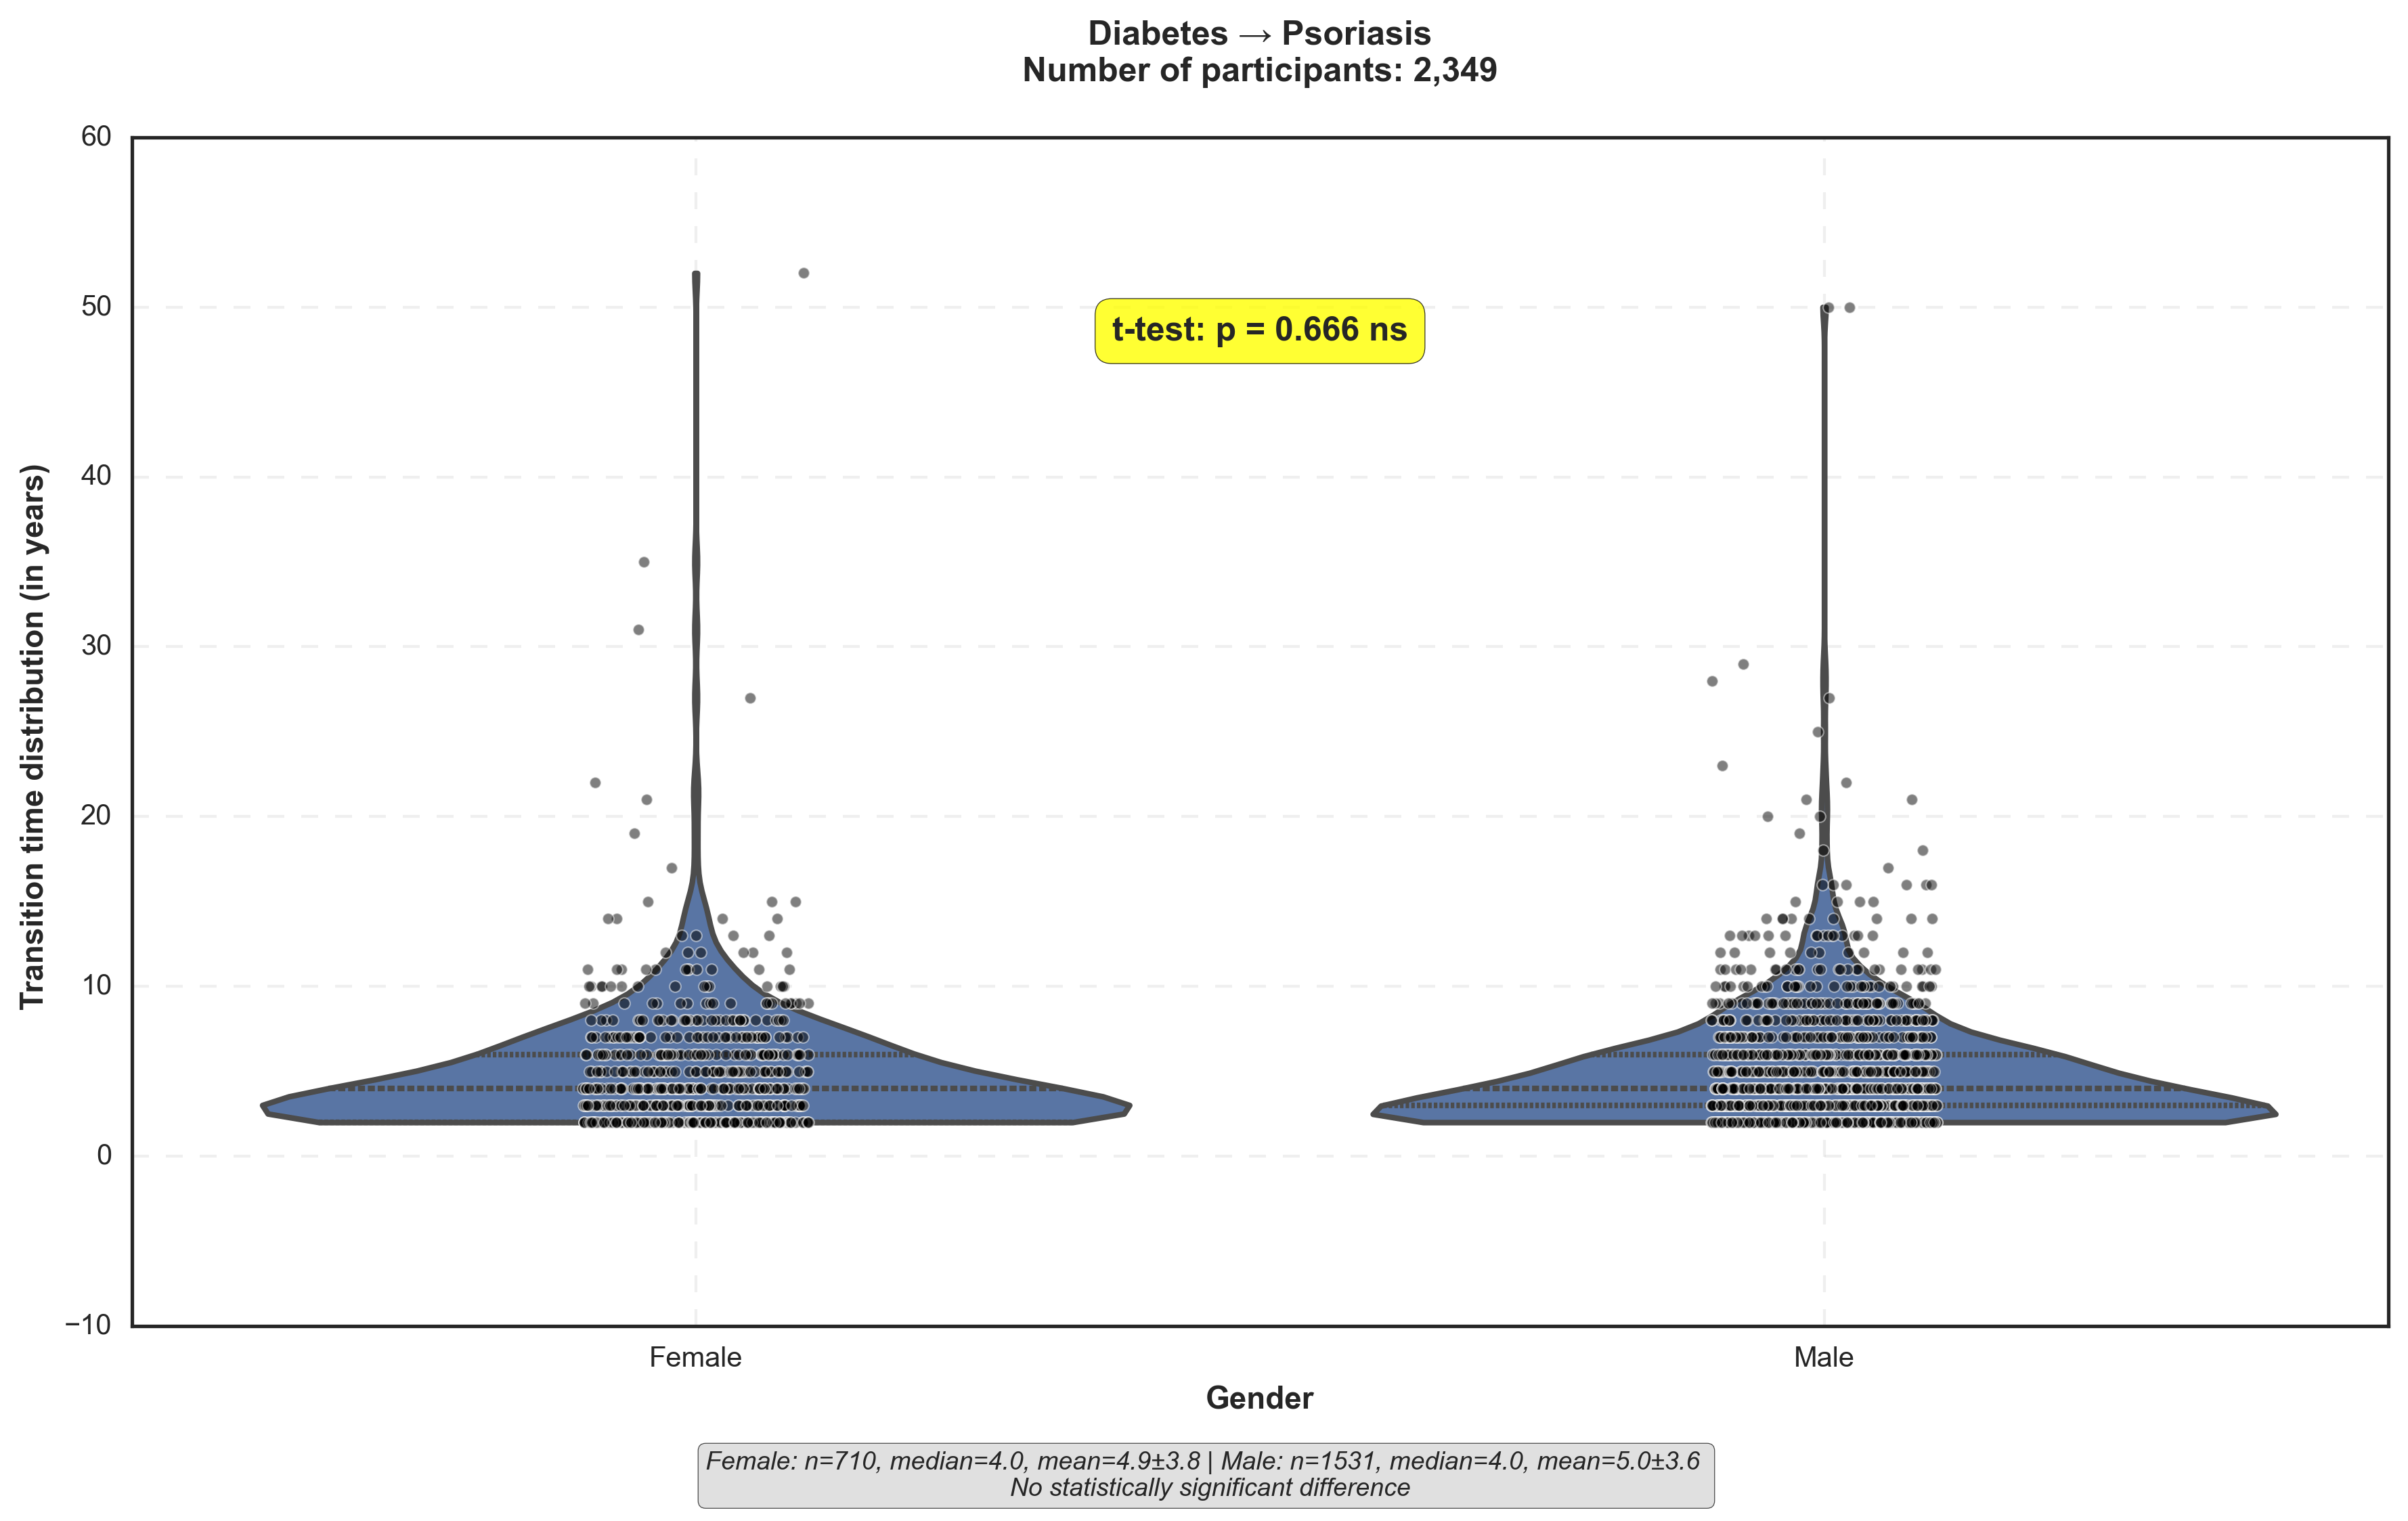 Diabetes → Psoriasis
Number of participants: 2,349
60
50
40
30
20
10
0
−10
Transition time distribution (in years)
t-test: p = 0.666 ns
Female
Male
Gender
Female: n=710, median=4.0, mean=4.9±3.8 | Male: n=1531, median=4.0, mean=5.0±3.6
No statistically significant difference